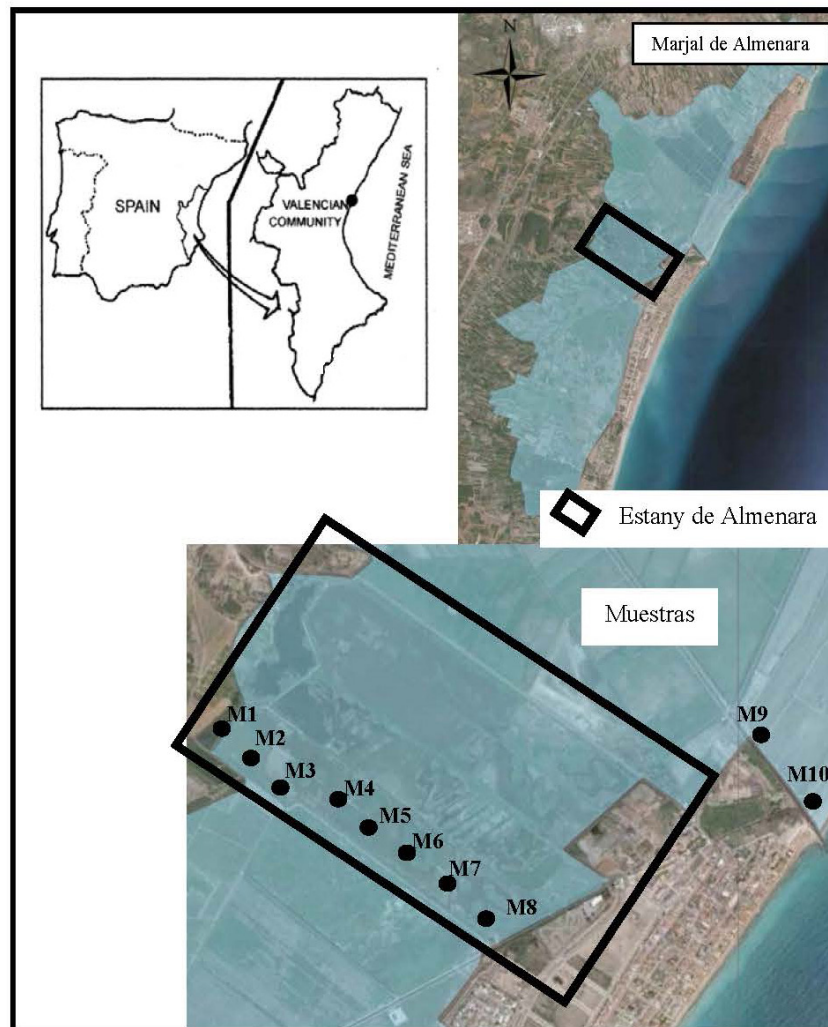 N
Marjal de Almenara
SPAIN
VALENCIAN
COMMUNITY
MEDITERRANEAN SEA
Estany de Almenara
Muestras
M1
M2
M3
M4
M5
M6
M7
M8
M9
M10